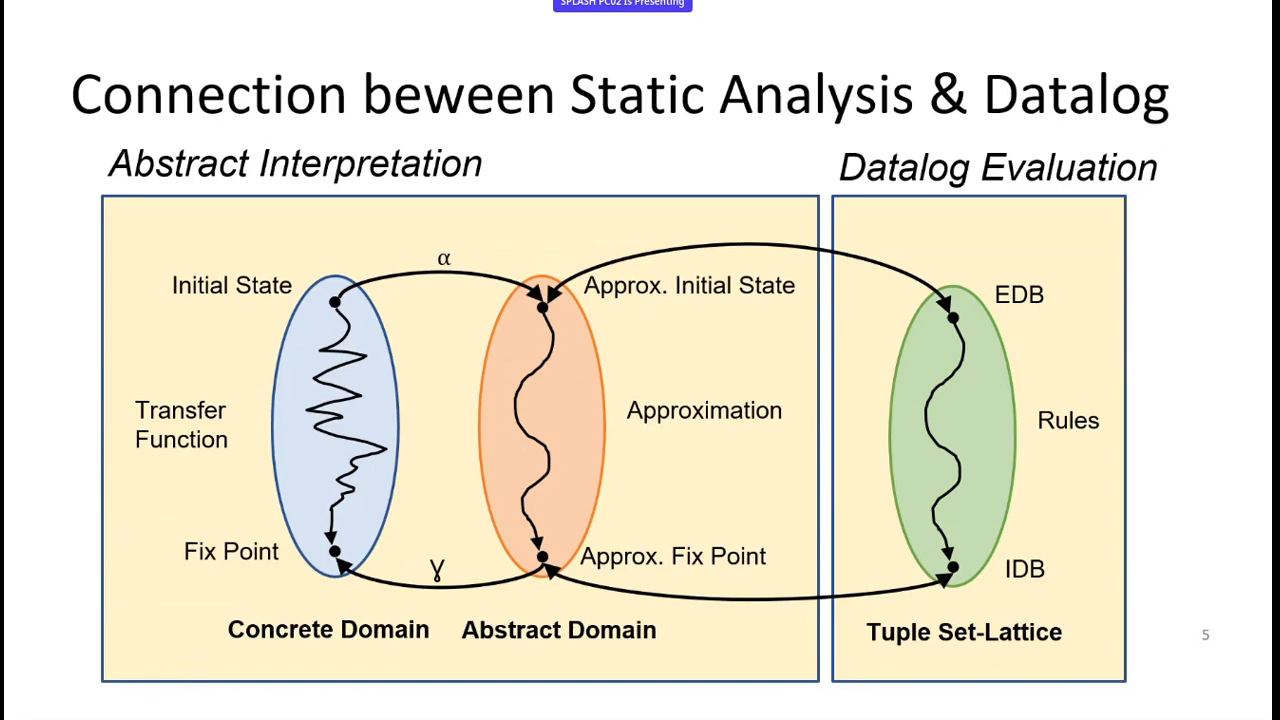 SPLASH PC02 is Presenting
Connection beween Static Analysis & Datalog
Abstract Interpretation
Datalog Evaluation
α
Initial State
Approx. Initial State
EDB
Transfer
Function
Approximation
Rules
Fix Point
γ
Approx. Fix Point
IDB
Concrete Domain
Abstract Domain
Tuple Set-Lattice
5